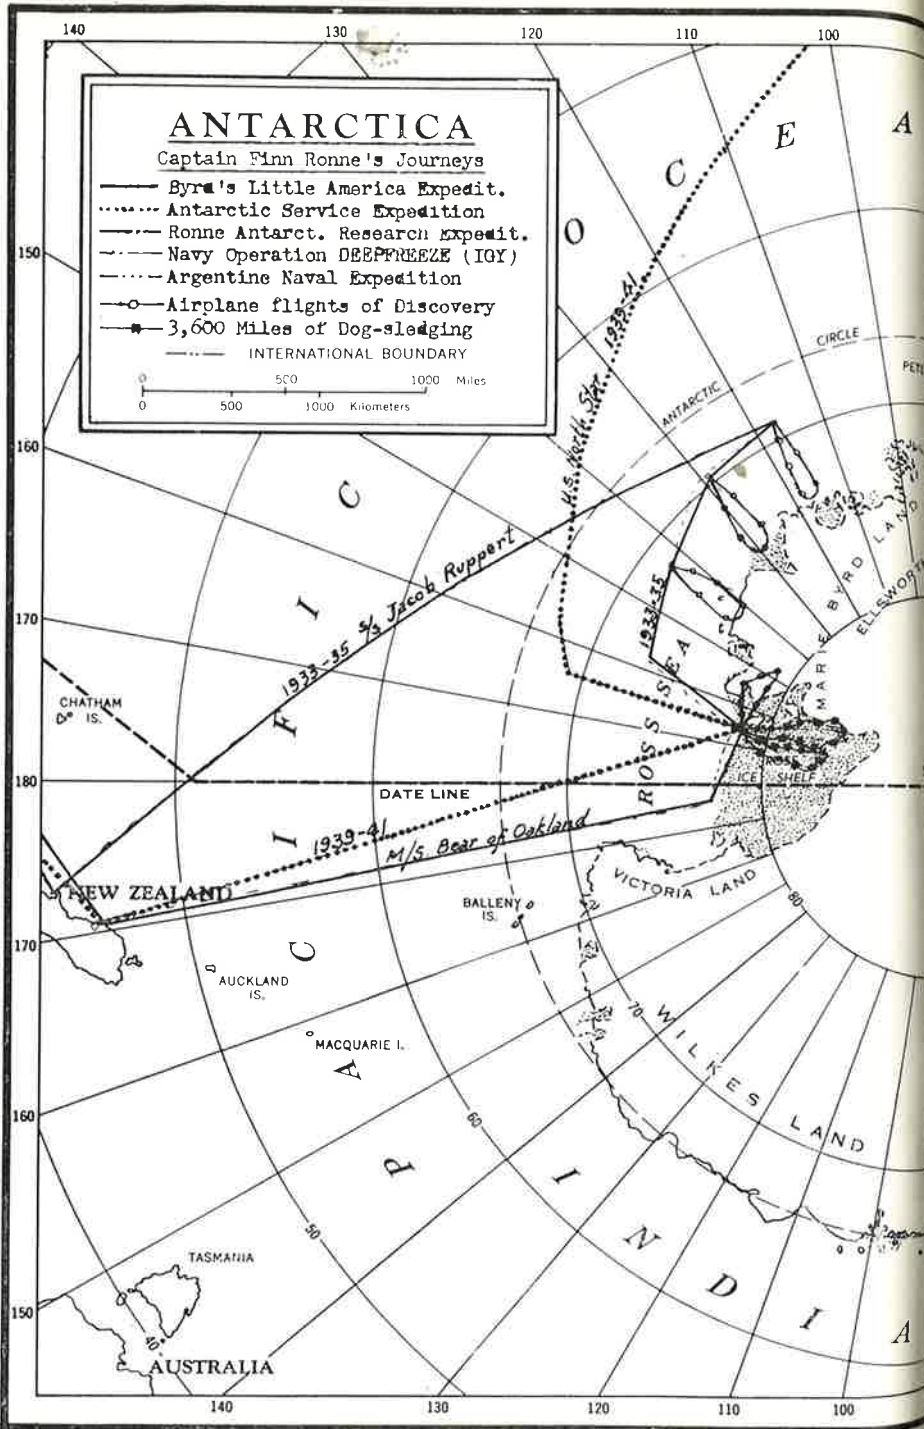 140
130
120
110
100
ANTARCTICA
Captain Finn Ronne's Journeys
Byrd's Little America Expedit.
Antarctic Service Expedition
Ronne Antarct. Research Expedit.
Navy Operation DEEPFREEZE (IGY)
Argentine Naval Expedition
Airplane flights of Discovery
3,600 Miles of Dog-sledging
INTERNATIONAL BOUNDARY
0 500 1000 Miles
0 500 1000 Kilometers
150
160
170
180
170
160
150
P A C I F I C
O C E A
I N D I A
1939-41
U.S. North Star
ANTARCTIC CIRCLE
1933-35 S/S Jacob Ruppert
1933-35
MARIE BYRD LAND
ELLSWORTH
ROSS SEA
ROSS
ICE SHELF
CHATHAM
IS.
DATE LINE
1939-41
M/S. Bear of Oakland
NEW ZEALAND
VICTORIA LAND
BALLENY
IS.
80
AUCKLAND
IS.
MACQUARIE I.
70
WILKES LAND
60
50
TASMANIA
40
AUSTRALIA
140
130
120
110
100